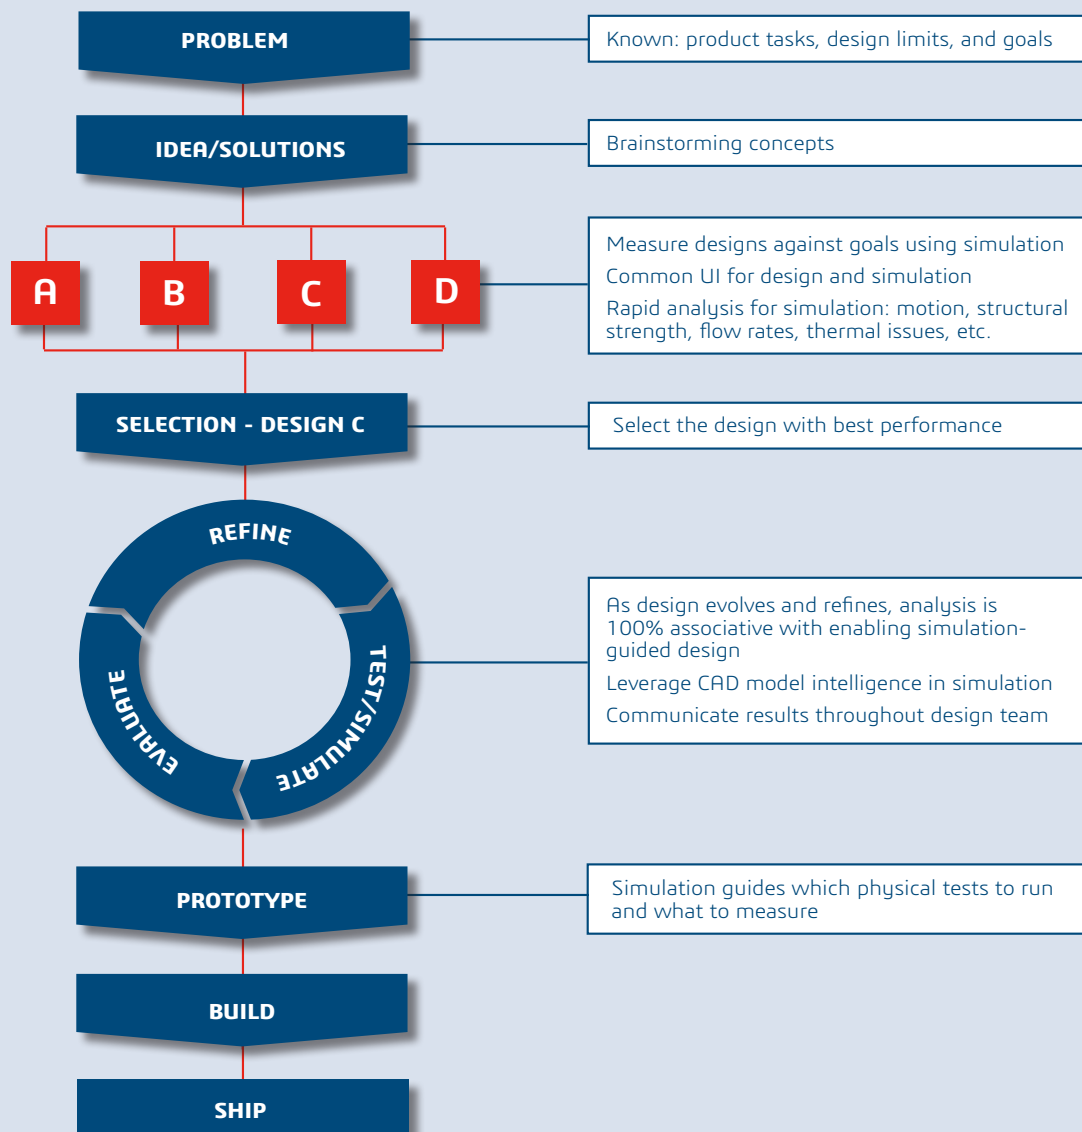 PROBLEM
Known: product tasks, design limits, and goals
IDEA/SOLUTIONS
Brainstorming concepts
A
B
C
D
Measure designs against goals using simulation
Common UI for design and simulation
Rapid analysis for simulation: motion, structural
strength, flow rates, thermal issues, etc.
SELECTION - DESIGN C
Select the design with best performance
REFINE
TEST/SIMULATE
EVALUATE
As design evolves and refines, analysis is
100% associative with enabling simulation-
guided design
Leverage CAD model intelligence in simulation
Communicate results throughout design team
PROTOTYPE
Simulation guides which physical tests to run
and what to measure
BUILD
SHIP